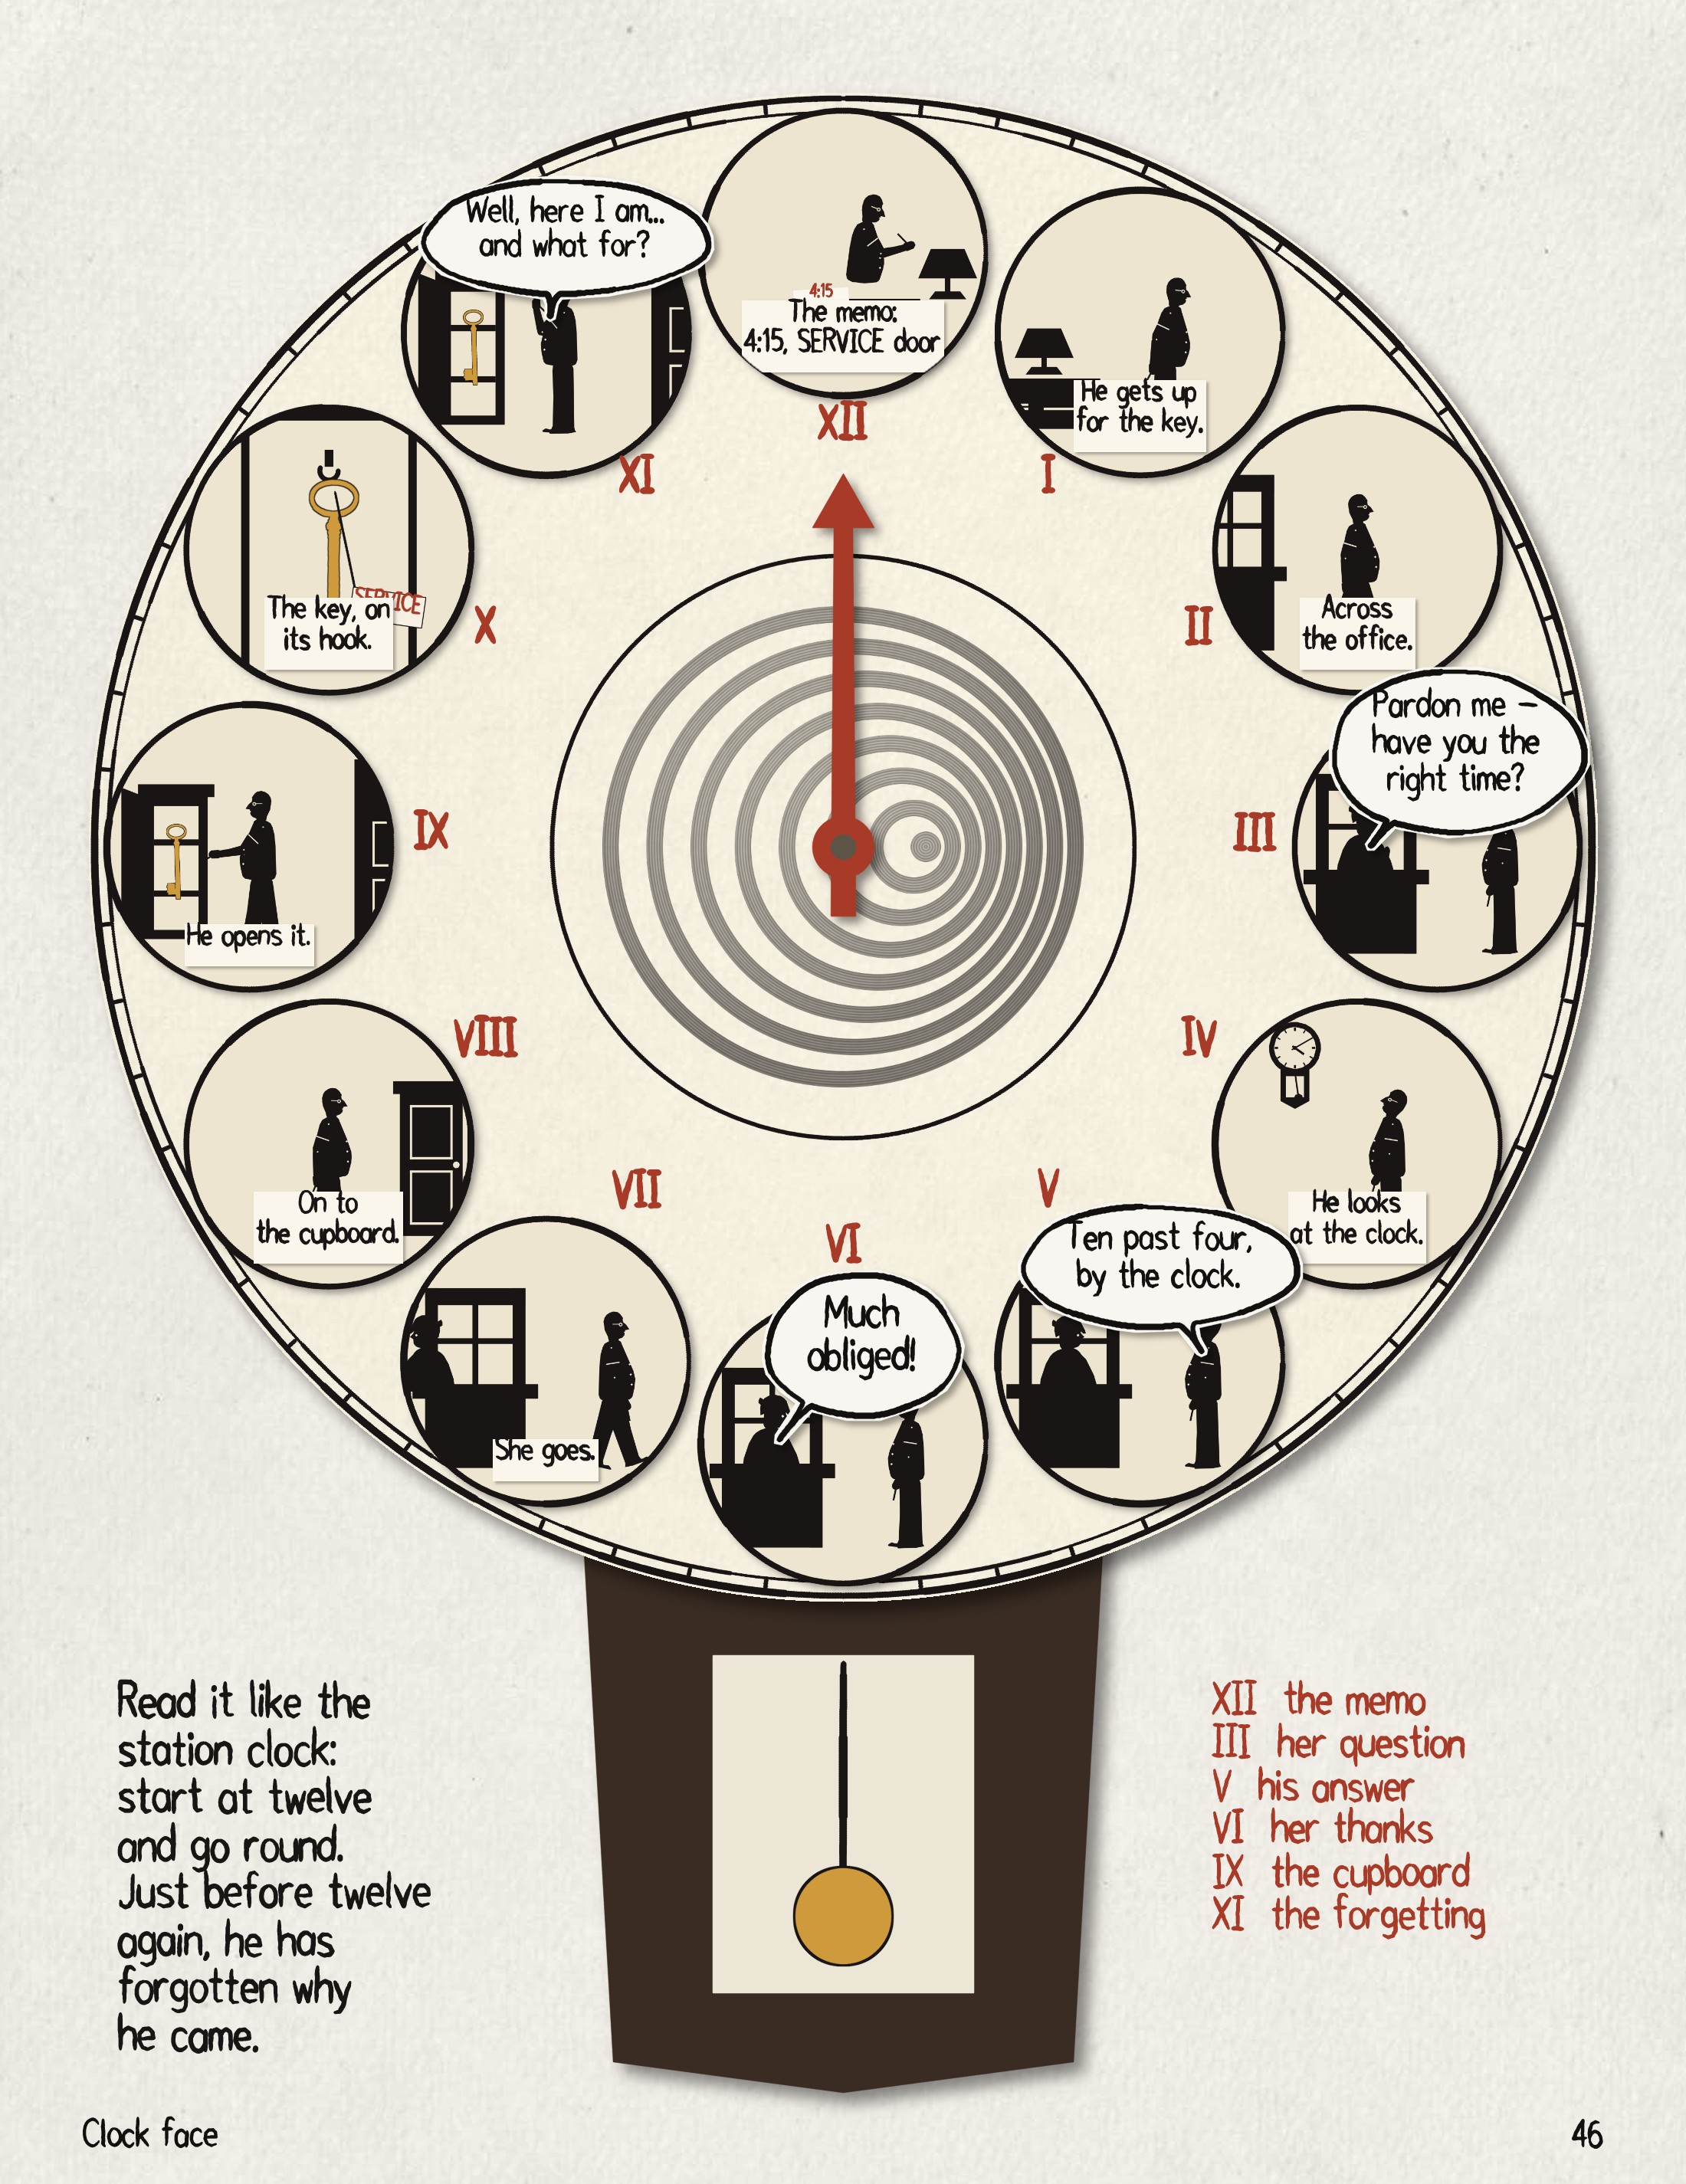 4:15
The memo:
4:15, SERVICE door
XII
He gets up
for the key.
I
Across
the office.
II
Pardon me –
have you the
right time?
III
He looks
at the clock.
IV
Ten past four,
by the clock.
V
Much
obliged!
VI
She goes.
VII
On to
the cupboard.
VIII
He opens it.
IX
SERVICE
The key, on
its hook.
X
Well, here I am...
and what for?
XI
Read it like the
station clock:
start at twelve
and go round.
Just before twelve
again, he has
forgotten why
he came.
XII the memo
III her question
V his answer
VI her thanks
IX the cupboard
XI the forgetting
Clock face
46